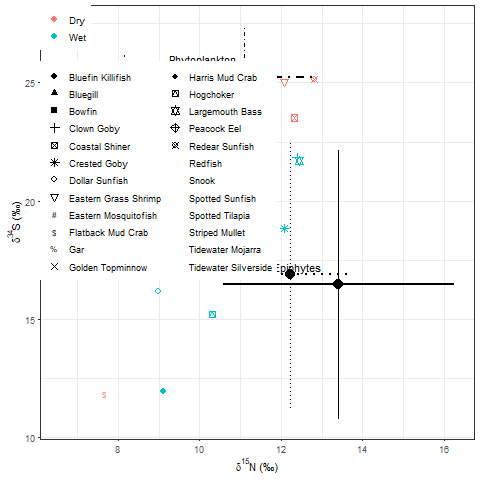 Dry
Wet
Phytoplankton
Bluefin Killifish
Harris Mud Crab
Bluegill
Hogchoker
Bowfin
Largemouth Bass
Clown Goby
Peacock Eel
Coastal Shiner
Redear Sunfish
Crested Goby
Redfish
Dollar Sunfish
Snook
Eastern Grass Shrimp
Spotted Sunfish
# Eastern Mosquitofish
Spotted Tilapia
$ Flatback Mud Crab
Striped Mullet
% Gar
Tidewater Mojarra
Golden Topminnow
Tidewater Silverside
Epiphytes
$
25
20
15
10
δ34S (‰)
8 10 12 14 16
δ15N (‰)